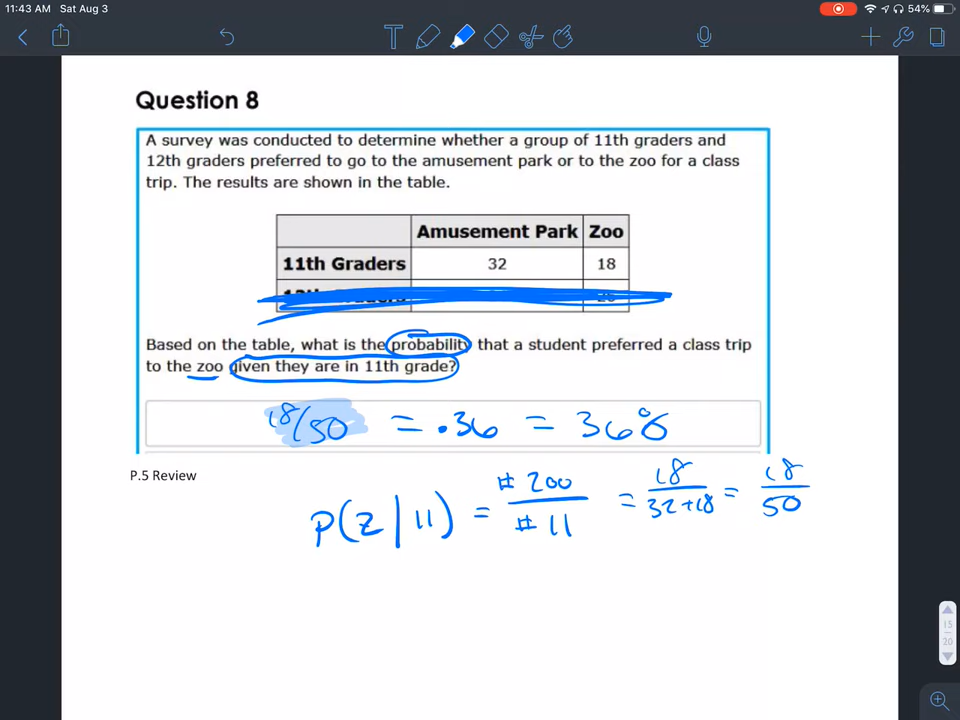 11:43 AM Sat Aug 3 54%
Question 8
A survey was conducted to determine whether a group of 11th graders and
12th graders preferred to go to the amusement park or to the zoo for a class
trip. The results are shown in the table.
Amusement Park Zoo
11th Graders 32 18
Based on the table, what is the probability that a student preferred a class trip
to the zoo given they are in 11th grade?
18/50 = .36 = 36%
P.5 Review
P(Z | 11) = # zoo / # 11 = 18 / 32+18 = 18 / 50
15
20